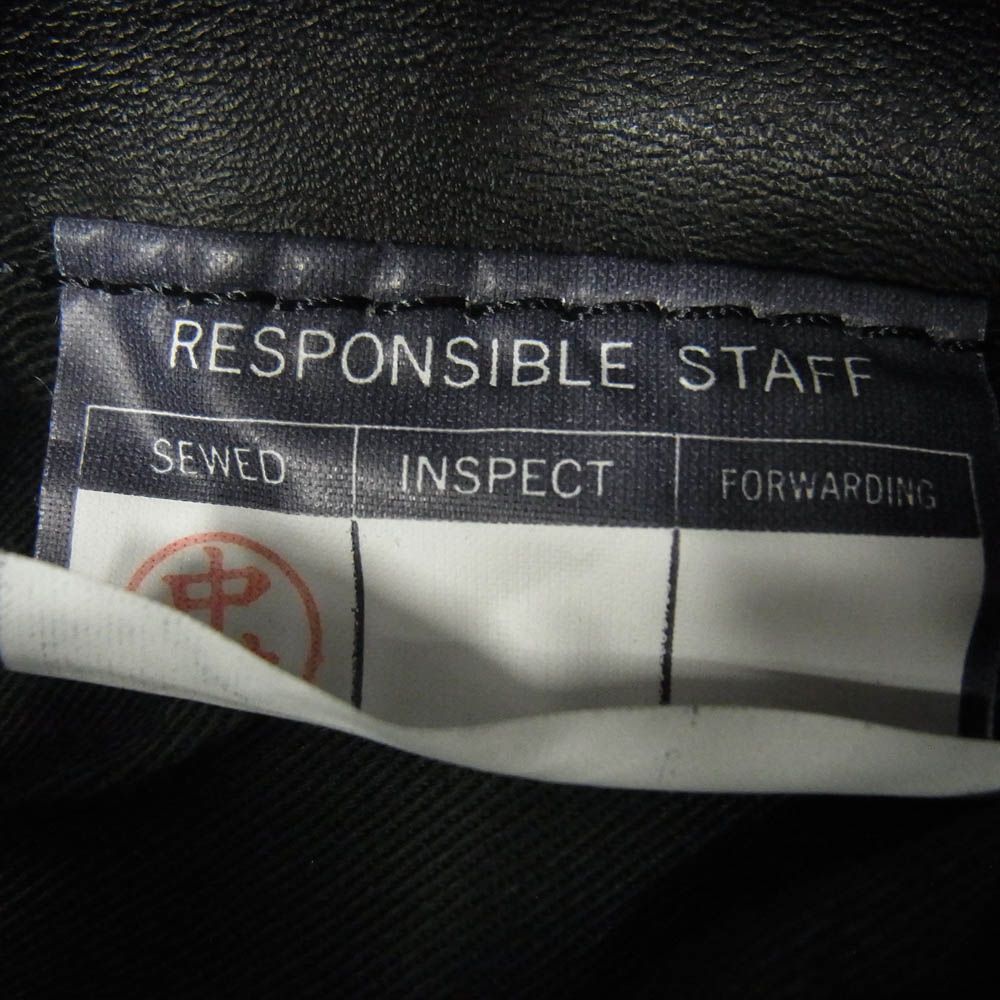 RESPONSIBLE STAFF
SEWED INSPECT FORWARDING
中